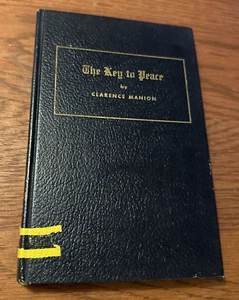 The Key to Peace
by
CLARENCE MANION